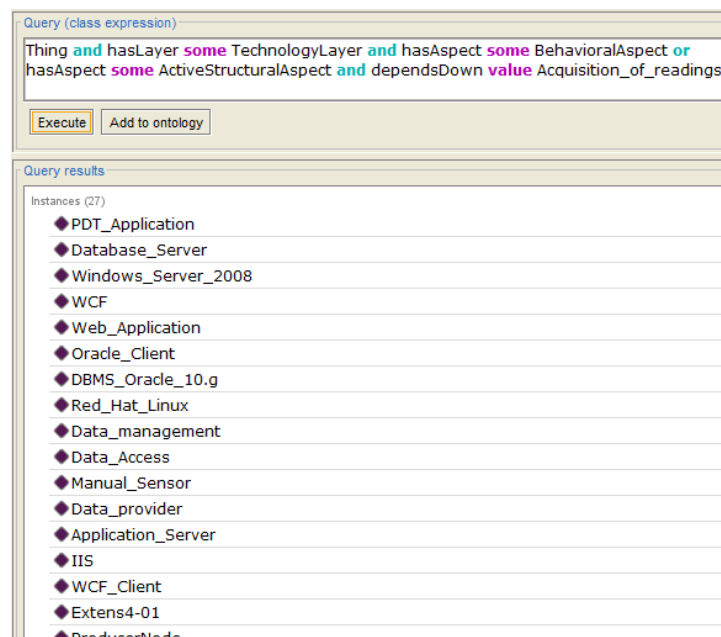 Query (class expression)
Thing and hasLayer some TechnologyLayer and hasAspect some BehavioralAspect or
hasAspect some ActiveStructuralAspect and dependsDown value Acquisition_of_readings
Execute Add to ontology
Query results
Instances (27)
PDT_Application
Database_Server
Windows_Server_2008
WCF
Web_Application
Oracle_Client
DBMS_Oracle_10.g
Red_Hat_Linux
Data_management
Data_Access
Manual_Sensor
Data_provider
Application_Server
IIS
WCF_Client
Extens4-01
ProducerNode